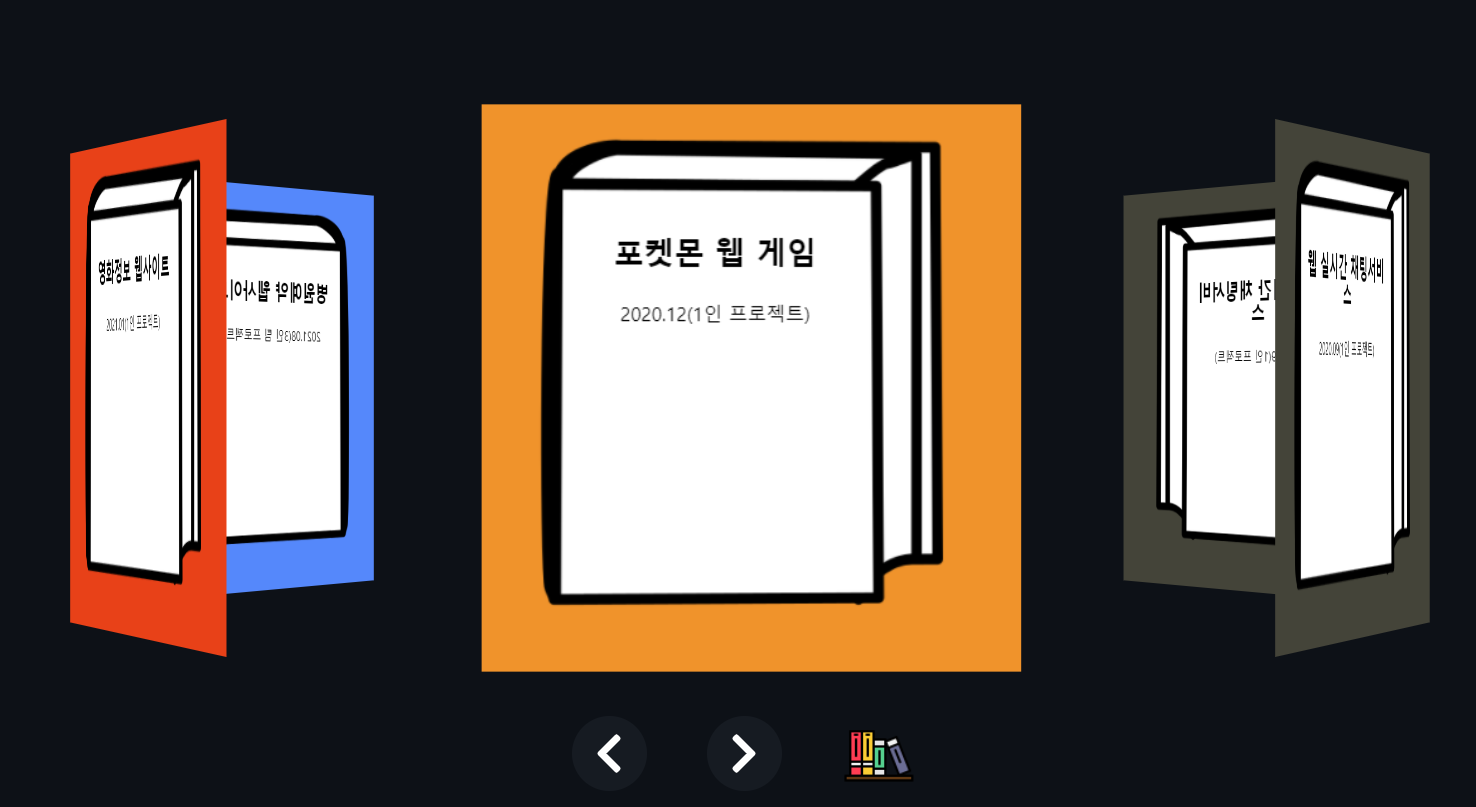 영화정보 웹사이트
2021.01(1인 프로젝트)
병원예약 웹사이
2021.08(3인 팀 프로젝트
포켓몬 웹 게임
2020.12(1인 프로젝트)
간 채팅서비
스
9(1인 프로젝트)
웹 실시간 채팅서비
스
2020.09(1인 프로젝트)